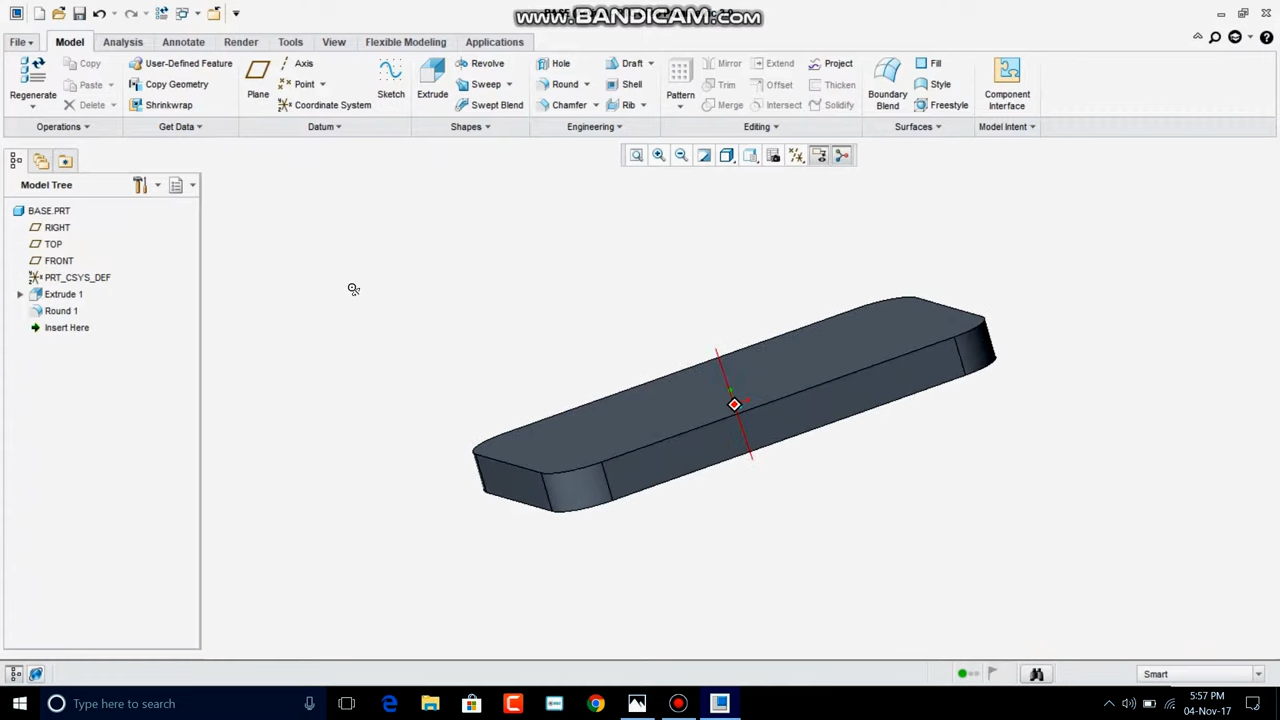 www.BANDICAM.com
File Model Analysis Annotate Render Tools View Flexible Modeling Applications
Regenerate Copy Paste Delete User-Defined Feature Copy Geometry Shrinkwrap Plane Axis Point Coordinate System Sketch Extrude Revolve Sweep Swept Blend Hole Round Chamfer Draft Shell Rib Pattern Mirror Extend Project Trim Offset Thicken Merge Intersect Solidify Boundary Blend Fill Style Freestyle Component Interface
Operations Get Data Datum Shapes Engineering Editing Surfaces Model Intent
Model Tree
BASE.PRT
RIGHT
TOP
FRONT
PRT_CSYS_DEF
Extrude 1
Round 1
Insert Here
Smart
Type here to search
5:57 PM
04-Nov-17